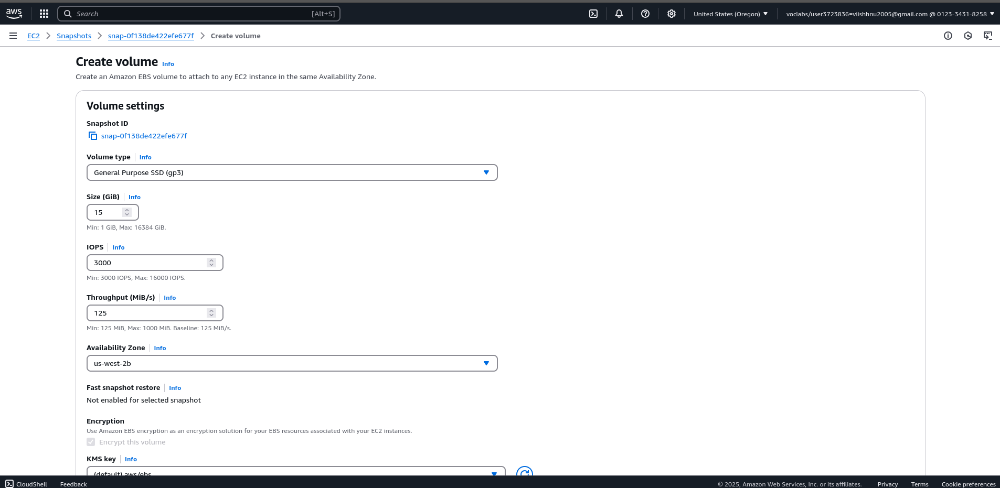 aws
Search [Alt+S]
United States (Oregon)
voclabs/user3723836=viishhnu2005@gmail.com @ 0123-3431-8258
EC2 Snapshots snap-0f138de422efe677f Create volume
Create volume Info
Create an Amazon EBS volume to attach to any EC2 instance in the same Availability Zone.
Volume settings
Snapshot ID
snap-0f138de422efe677f
Volume type Info
General Purpose SSD (gp3)
Size (GiB) Info
15
Min: 1 GiB, Max: 16384 GiB.
IOPS Info
3000
Min: 3000 IOPS, Max: 16000 IOPS.
Throughput (MiB/s) Info
125
Min: 125 MiB, Max: 1000 MiB. Baseline: 125 MiB/s.
Availability Zone Info
us-west-2b
Fast snapshot restore Info
Not enabled for selected snapshot
Encryption
Use Amazon EBS encryption as an encryption solution for your EBS resources associated with your EC2 instances.
Encrypt this volume
KMS key Info
(default) aws/ebs
CloudShell Feedback
© 2025, Amazon Web Services, Inc. or its affiliates. Privacy Terms Cookie preferences